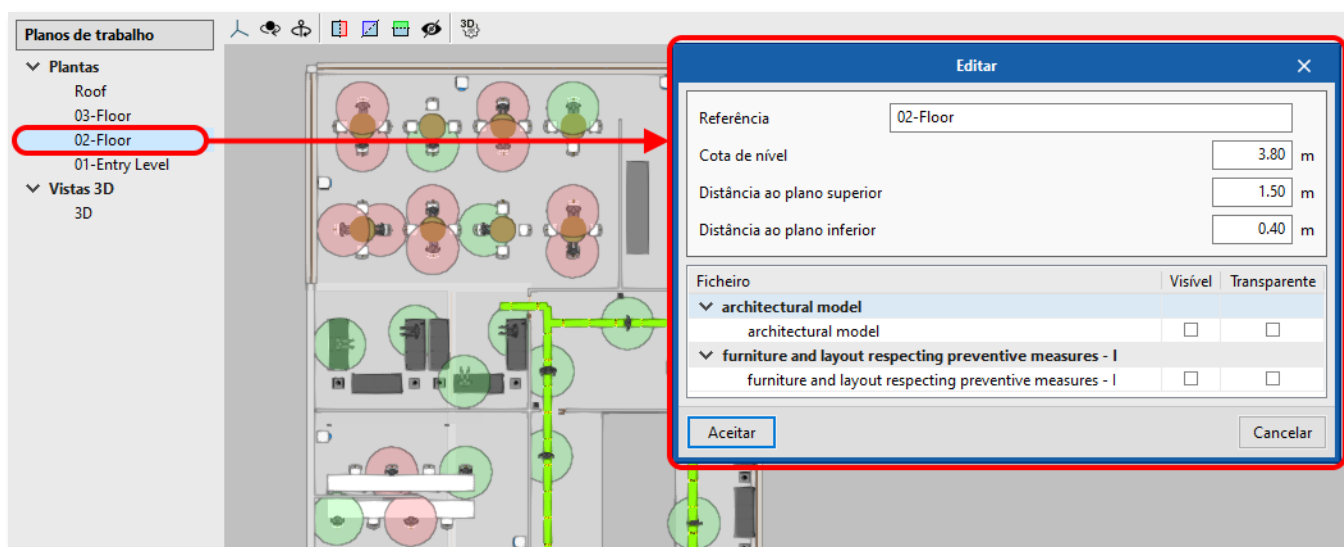 Planos de trabalho
Plantas
Roof
03-Floor
02-Floor
01-Entry Level
Vistas 3D
3D
3D
Editar
Referência 02-Floor
Cota de nível 3.80 m
Distância ao plano superior 1.50 m
Distância ao plano inferior 0.40 m
Ficheiro Visível Transparente
architectural model
architectural model
furniture and layout respecting preventive measures - I
furniture and layout respecting preventive measures - I
Aceitar Cancelar